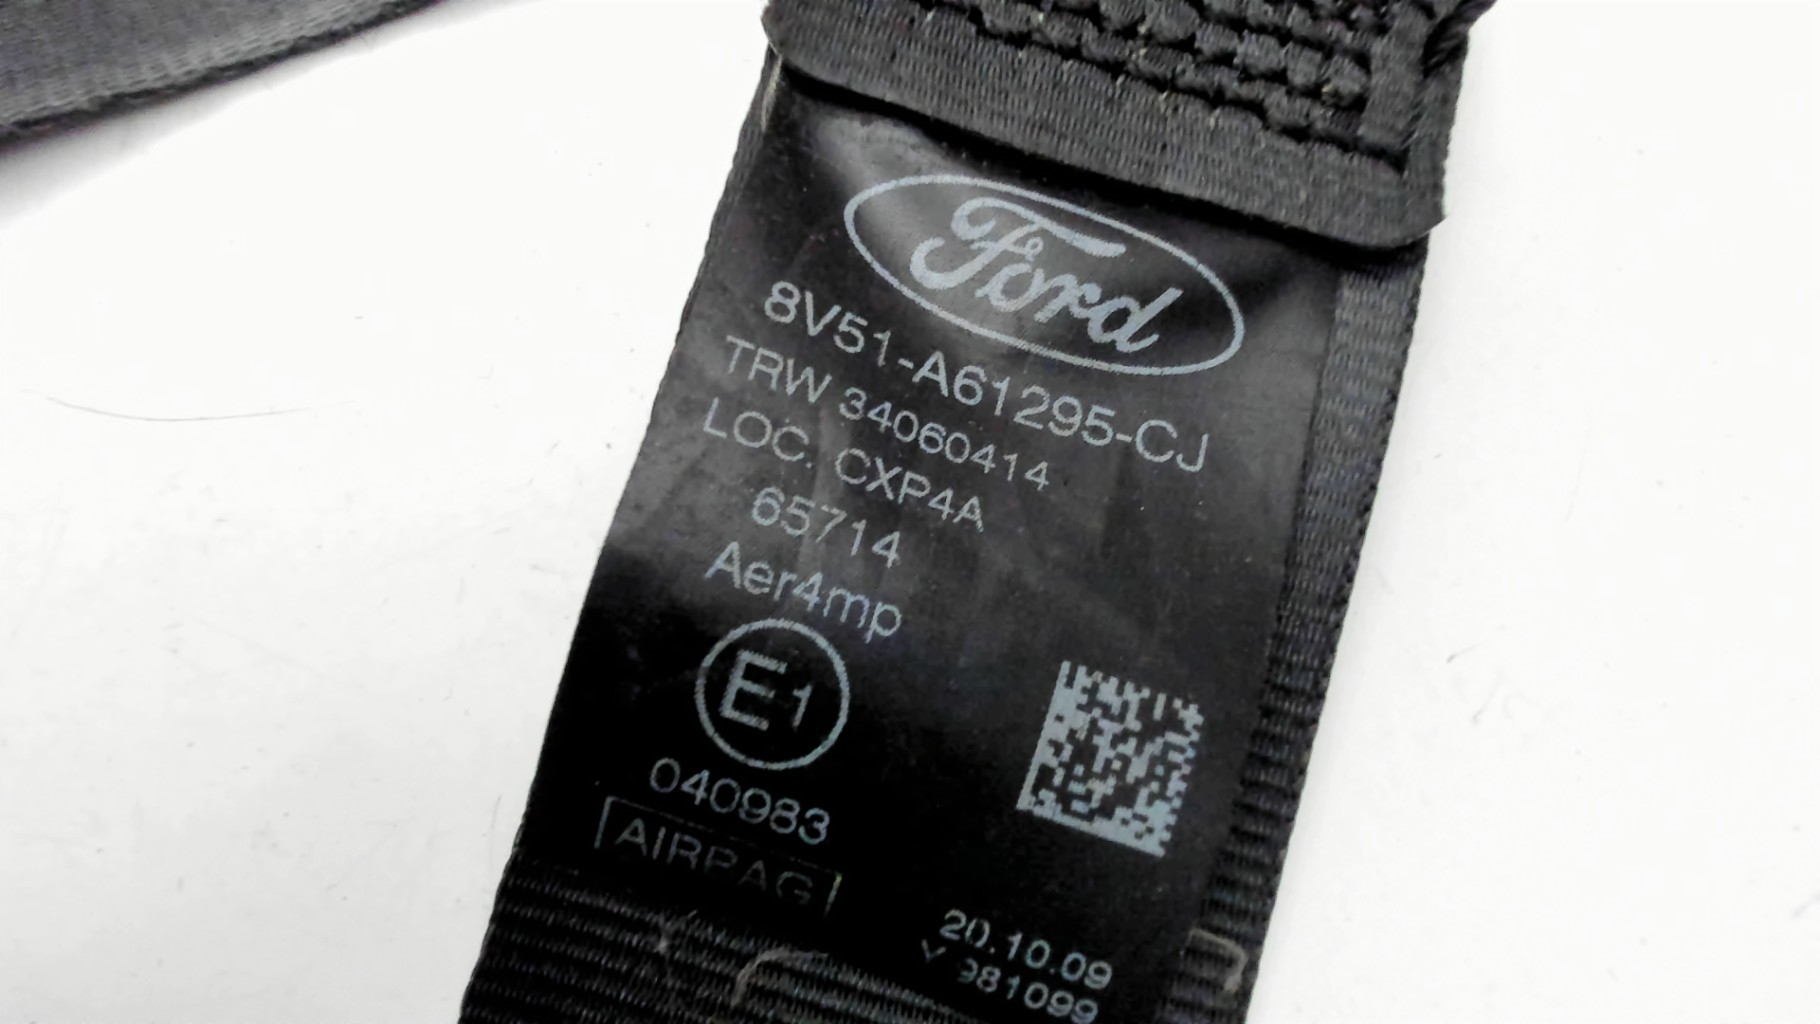 Ford
8V51-A61295-CJ
TRW 34060414
LOC. CXP4A
65714
Aer4mp
E1
040983
AIRBAG
20.10.09
981099